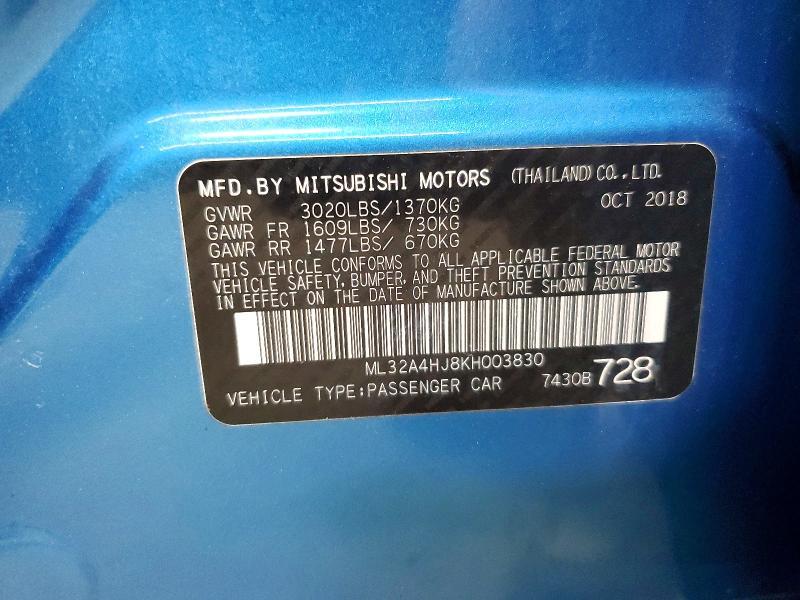 MFD.BY MITSUBISHI MOTORS (THAILAND) CO.,LTD.
OCT 2018
GVWR 3020LBS/1370KG
GAWR FR 1609LBS/ 730KG
GAWR RR 1477LBS/ 670KG
THIS VEHICLE CONFORMS TO ALL APPLICABLE FEDERAL MOTOR
VEHICLE SAFETY, BUMPER, AND THEFT PREVENTION STANDARDS
IN EFFECT ON THE DATE OF MANUFACTURE SHOWN ABOVE.
ML32A4HJ8KH003830
VEHICLE TYPE:PASSENGER CAR 7430B 728